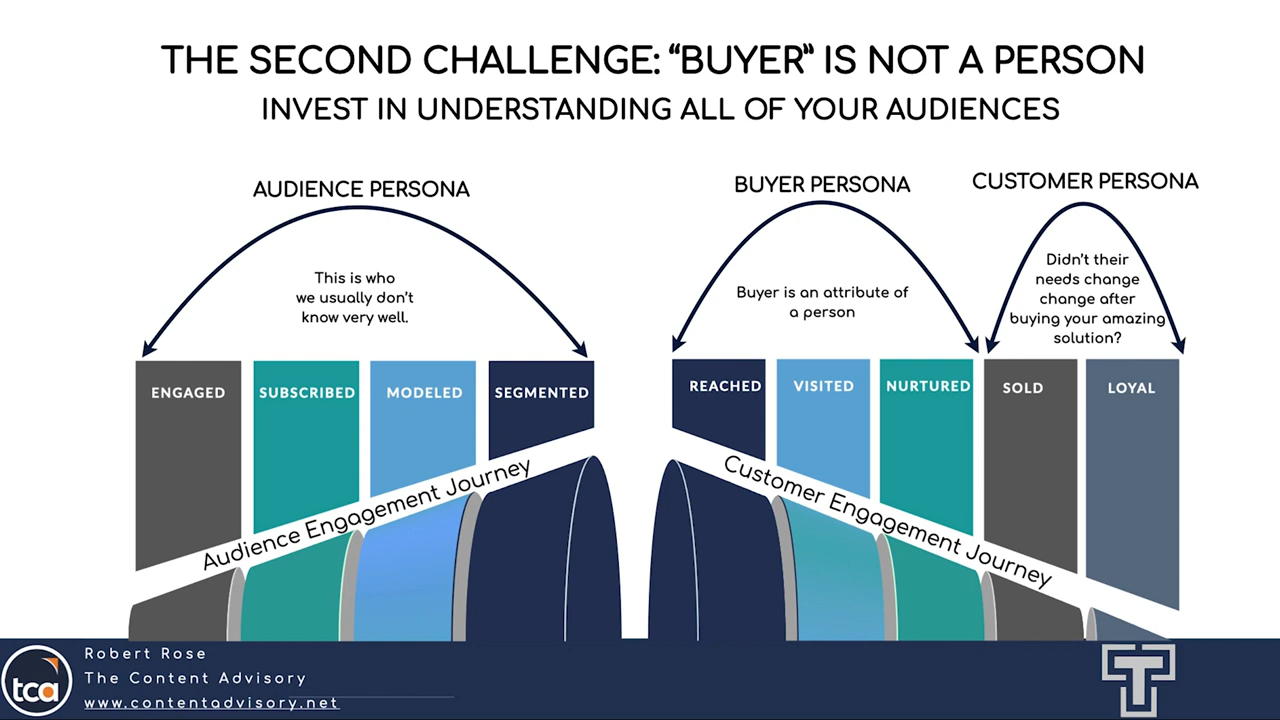 THE SECOND CHALLENGE: “BUYER” IS NOT A PERSON
INVEST IN UNDERSTANDING ALL OF YOUR AUDIENCES
AUDIENCE PERSONA
This is who
we usually don’t
know very well.
BUYER PERSONA
Buyer is an attribute of
a person
CUSTOMER PERSONA
Didn’t their
needs change
change after
buying your amazing
solution?
ENGAGED
SUBSCRIBED
MODELED
SEGMENTED
REACHED
VISITED
NURTURED
SOLD
LOYAL
Audience Engagement Journey
Customer Engagement Journey
tca
Robert Rose
The Content Advisory
www.contentadvisory.net
T